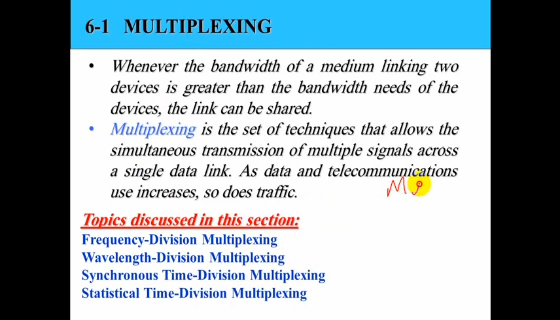 6-1 MULTIPLEXING
• Whenever the bandwidth of a medium linking two
devices is greater than the bandwidth needs of the
devices, the link can be shared.
• Multiplexing is the set of techniques that allows the
simultaneous transmission of multiple signals across
a single data link. As data and telecommunications
use increases, so does traffic.
Topics discussed in this section:
Frequency-Division Multiplexing
Wavelength-Division Multiplexing
Synchronous Time-Division Multiplexing
Statistical Time-Division Multiplexing